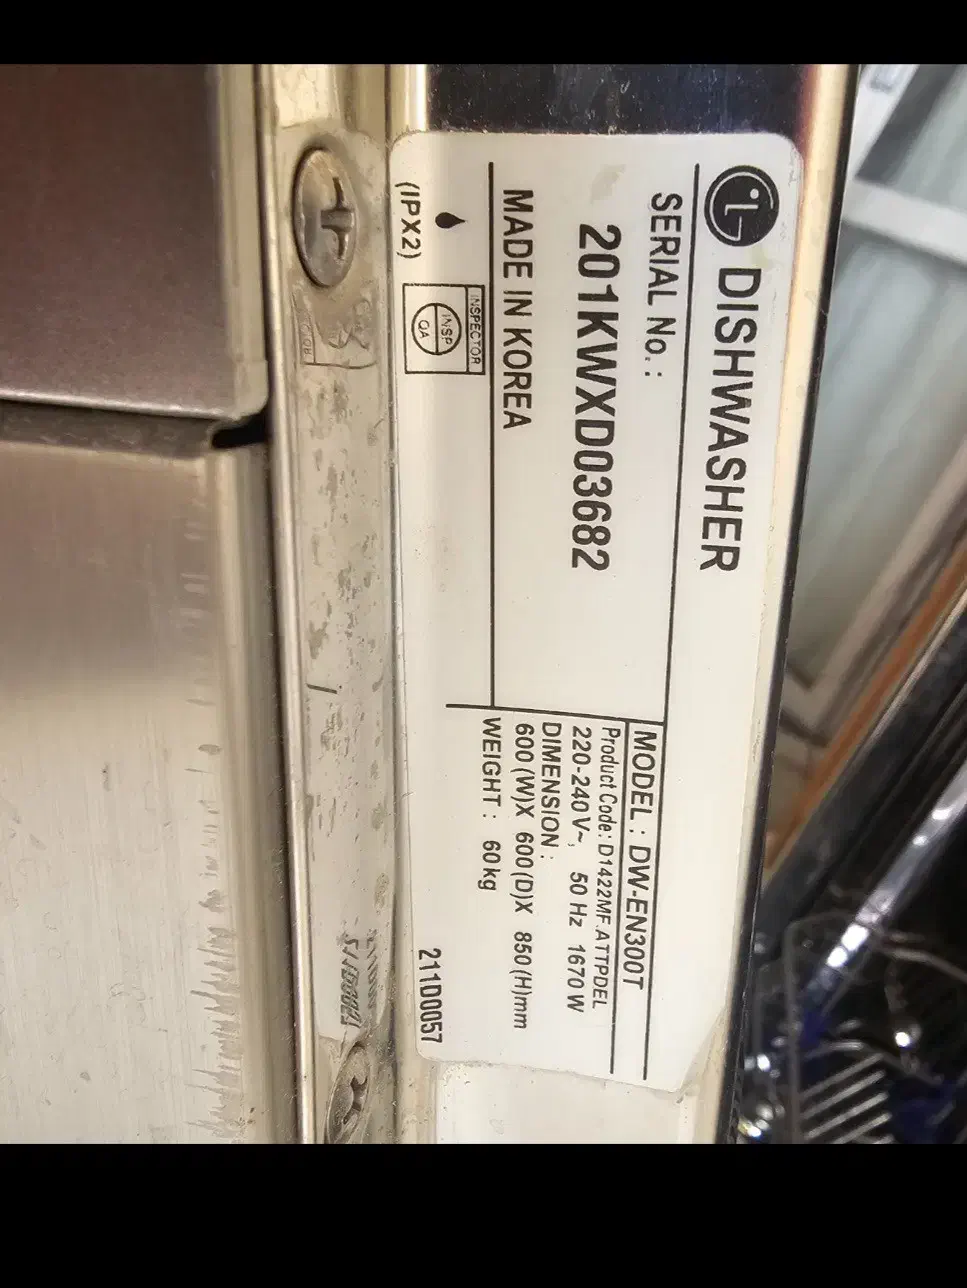 LG DISHWASHER
SERIAL No. :
201KWXD03682
MADE IN KOREA
(IPX2)
INSPECTOR
INSP
QA
MODEL : DW-EN300T
Product Code: D1422MF.ATTPDEL
220-240V~, 50 Hz 1670W
DIMENSION :
600(W)X 600(D)X 850(H)mm
WEIGHT : 60kg
211D0057